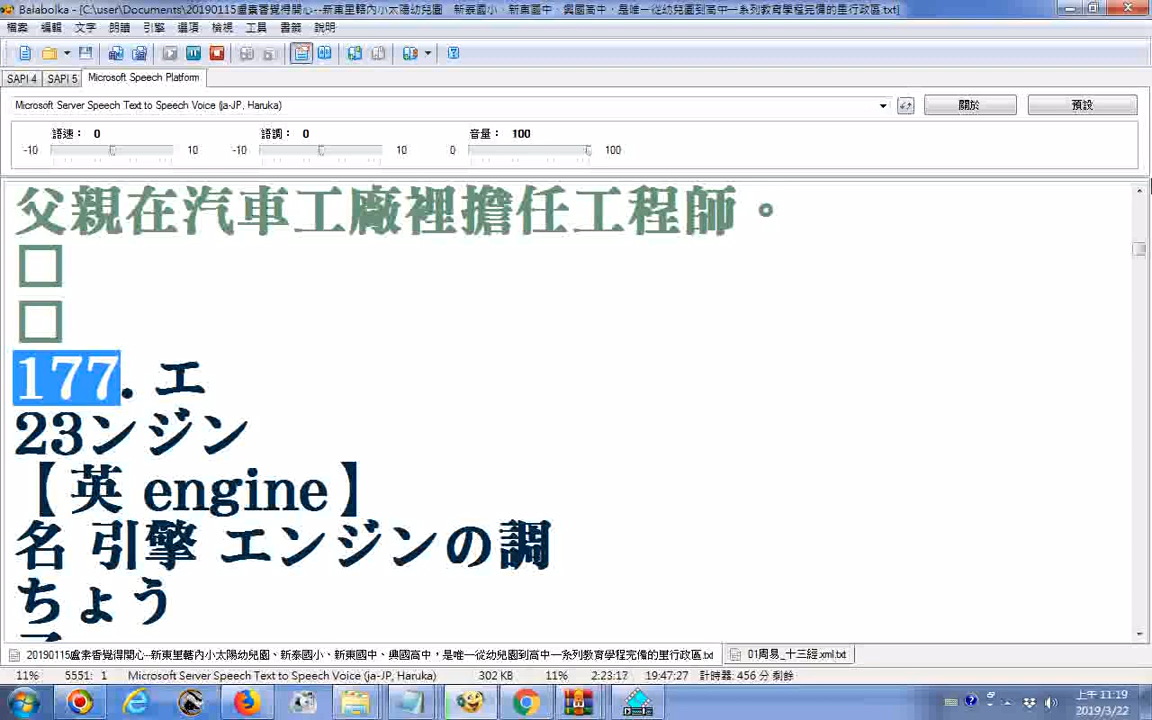 Balabolka - [C:\user\Documents\20190115盧素香覺得開心--新東里轄內小太陽幼兒園、新泰國小、新東國中、興國高中，是唯一從幼兒園到高中一系列教育學程完備的里行政區.txt]
檔案 編輯 文字 朗讀 引擎 選項 檢視 工具 書籤 說明
SAPI 4 SAPI 5 Microsoft Speech Platform
Microsoft Server Speech Text to Speech Voice (ja-JP, Haruka) 關於 預設
語速： 0 語調： 0 音量： 100
-10 10 -10 10 0 100
父親在汽車工廠裡擔任工程師。
□
□
177. エ
23ンジン
【英 engine】
名 引擎 エンジンの調
ちょう
20190115盧素香覺得開心--新東里轄內小太陽幼兒園、新泰國小、新東國中、興國高中，是唯一從幼兒園到高中一系列教育學程完備的里行政區.txt 01周易_十三經.xml.txt
11% 5551: 1 Microsoft Server Speech Text to Speech Voice (ja-JP, Haruka) 302 KB 11% 2:23:17 19:47:27 計時器: 456 分 剩餘
上午 11:19
2019/3/22